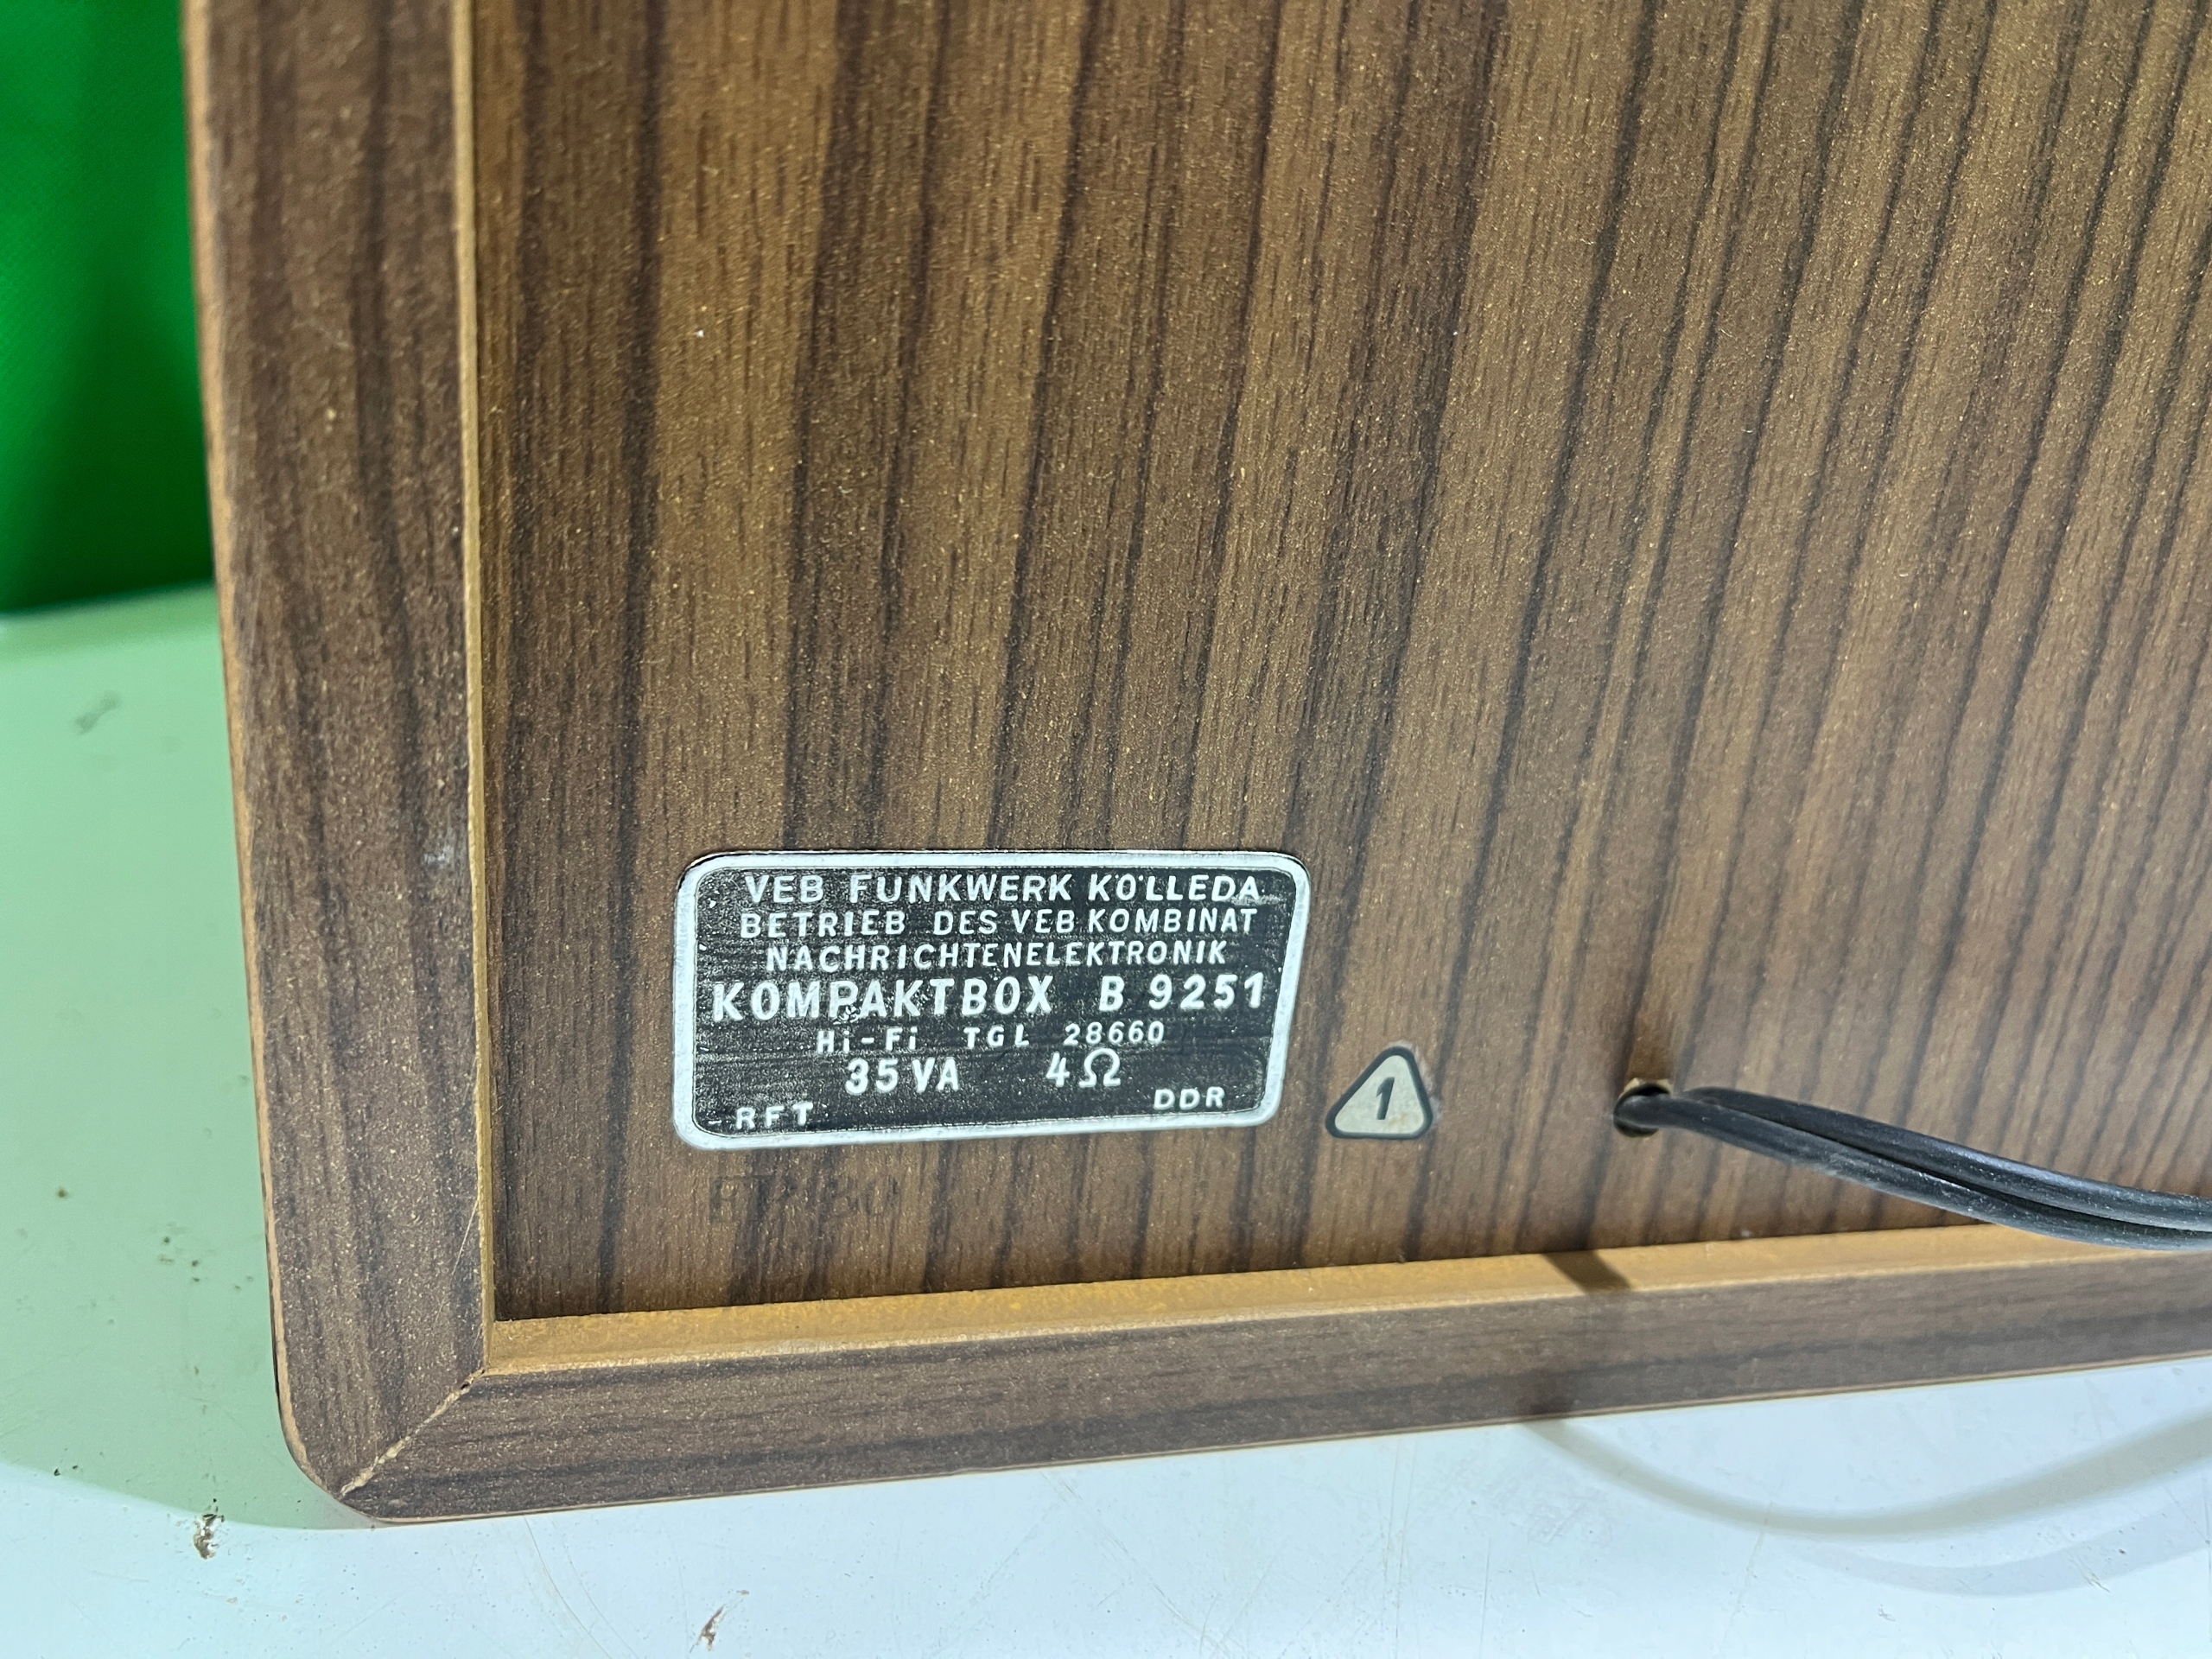 VEB FUNKWERK KÖLLEDA
BETRIEB DES VEB KOMBINAT
NACHRICHTENELEKTRONIK
KOMPAKTBOX B 9251
Hi-Fi TGL 28660
35 VA 4Ω
RFT DDR
1